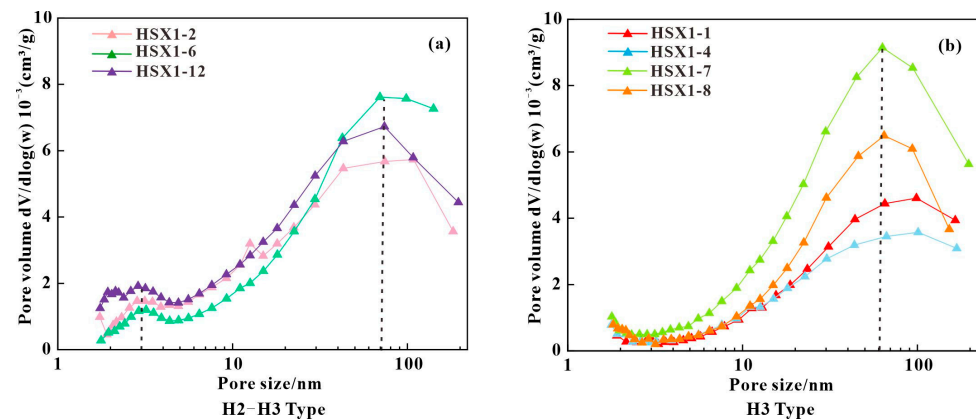 10
8
6
4
2
0
Pore volume dV/dlog(w) 10⁻³(cm³/g)
HSX1-2
HSX1-6
HSX1-12
(a)
1
10
100
Pore size/nm
H2-H3 Type
10
8
6
4
2
0
Pore volume dV/dlog(w) 10⁻³(cm³/g)
HSX1-1
HSX1-4
HSX1-7
HSX1-8
(b)
1
10
100
Pore size/nm
H3 Type